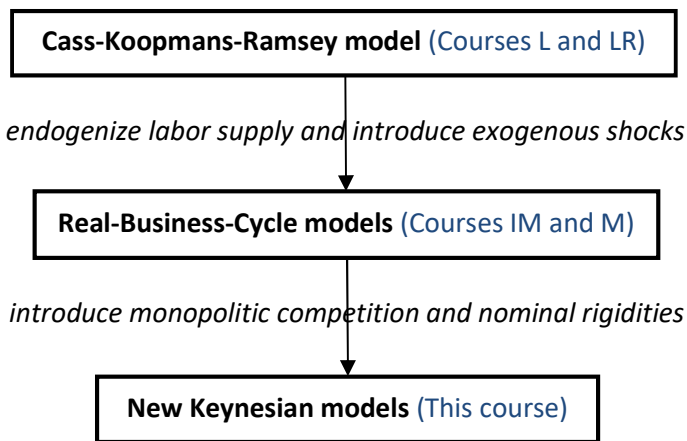 Cass-Koopmans-Ramsey model (Courses L and LR)
endogenize labor supply and introduce exogenous shocks
Real-Business-Cycle models (Courses IM and M)
introduce monopolitic competition and nominal rigidities
New Keynesian models (This course)